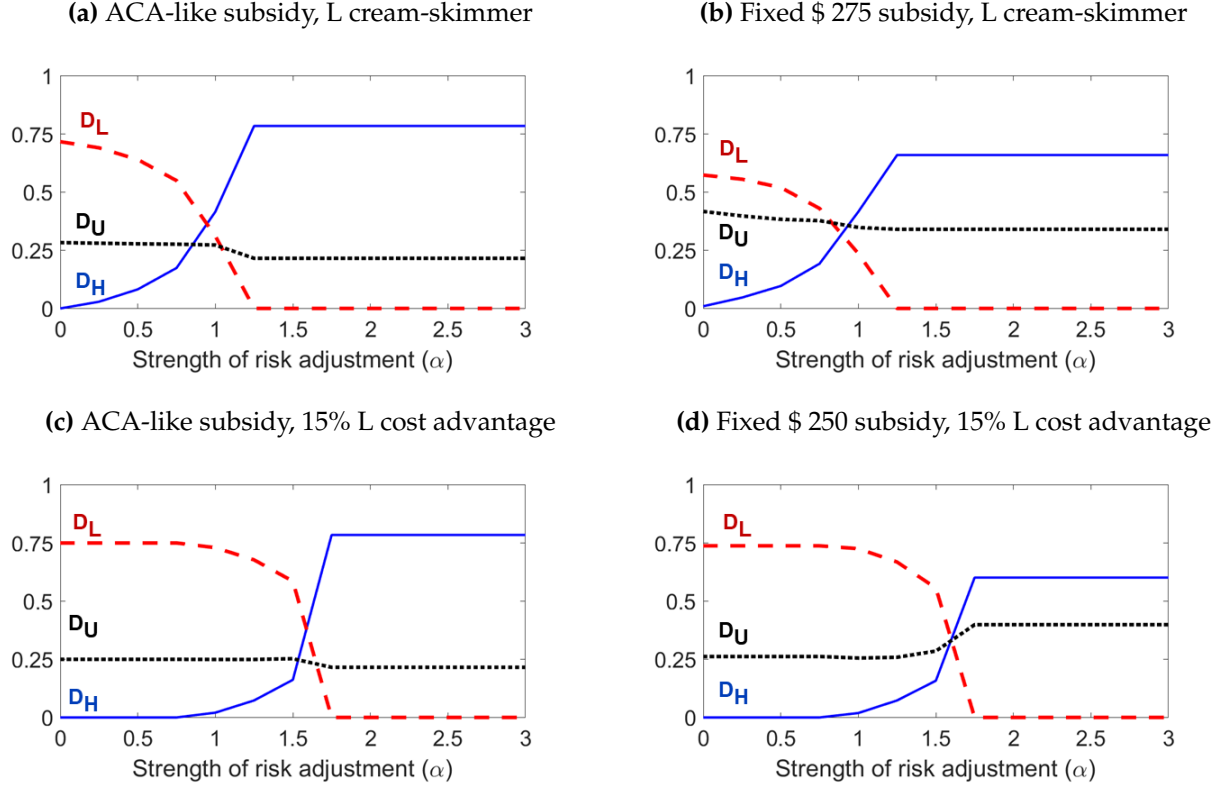 (a) ACA-like subsidy, L cream-skimmer
1
0.75
0.5
0.25
0
D_L
D_U
D_H
0 0.5 1 1.5 2 2.5 3
Strength of risk adjustment (α)
(b) Fixed $ 275 subsidy, L cream-skimmer
1
0.75
0.5
0.25
0
D_L
D_U
D_H
0 0.5 1 1.5 2 2.5 3
Strength of risk adjustment (α)
(c) ACA-like subsidy, 15% L cost advantage
1
0.75
0.5
0.25
0
D_L
D_U
D_H
0 0.5 1 1.5 2 2.5 3
Strength of risk adjustment (α)
(d) Fixed $ 250 subsidy, 15% L cost advantage
1
0.75
0.5
0.25
0
D_L
D_U
D_H
0 0.5 1 1.5 2 2.5 3
Strength of risk adjustment (α)